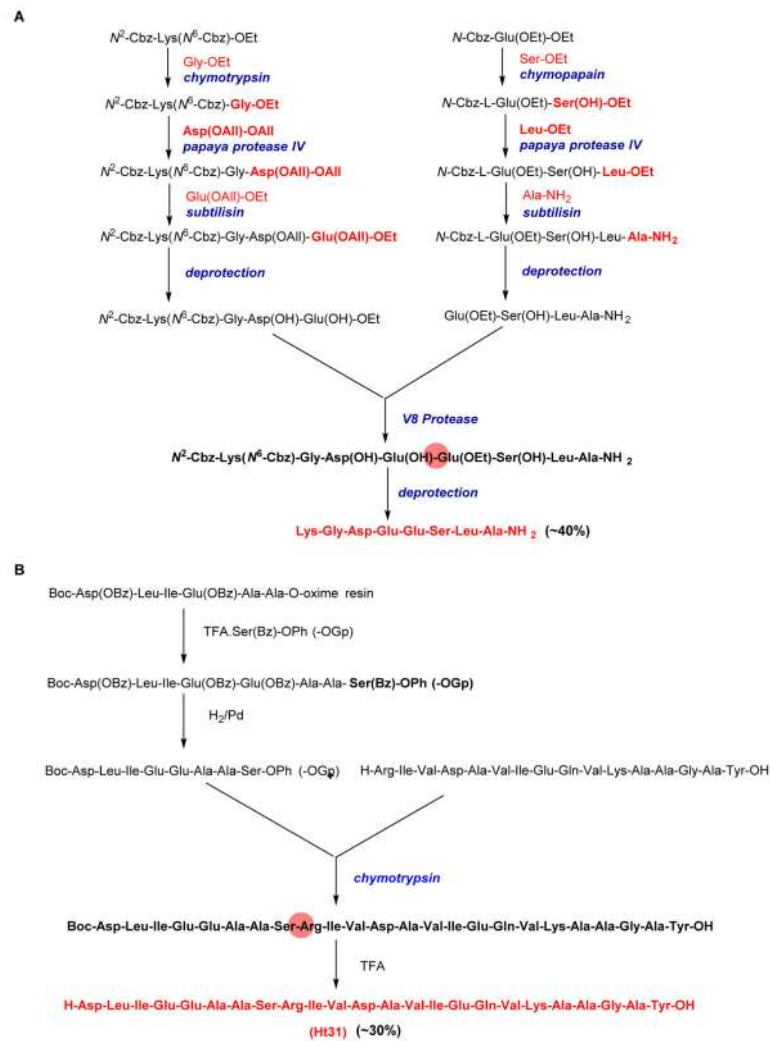 A
N2-Cbz-Lys(N6-Cbz)-OEt
Gly-OEt
chymotrypsin
N2-Cbz-Lys(N6-Cbz)-Gly-OEt
Asp(OAll)-OAll
papaya protease IV
N2-Cbz-Lys(N6-Cbz)-Gly-Asp(OAll)-OAll
Glu(OAll)-OEt
subtilisin
N2-Cbz-Lys(N6-Cbz)-Gly-Asp(OAll)-Glu(OAll)-OEt
deprotection
N2-Cbz-Lys(N6-Cbz)-Gly-Asp(OH)-Glu(OH)-OEt
N-Cbz-Glu(OEt)-OEt
Ser-OEt
chymopapain
N-Cbz-L-Glu(OEt)-Ser(OH)-OEt
Leu-OEt
papaya protease IV
N-Cbz-L-Glu(OEt)-Ser(OH)-Leu-OEt
Ala-NH2
subtilisin
N-Cbz-L-Glu(OEt)-Ser(OH)-Leu-Ala-NH2
deprotection
Glu(OEt)-Ser(OH)-Leu-Ala-NH2
V8 Protease
N2-Cbz-Lys(N6-Cbz)-Gly-Asp(OH)-Glu(OH)-Glu(OEt)-Ser(OH)-Leu-Ala-NH2
deprotection
Lys-Gly-Asp-Glu-Glu-Ser-Leu-Ala-NH2 (~40%)
B
Boc-Asp(OBz)-Leu-Ile-Glu(OBz)-Ala-Ala-O-oxime resin
TFA.Ser(Bz)-OPh (-OGp)
Boc-Asp(OBz)-Leu-Ile-Glu(OBz)-Glu(OBz)-Ala-Ala-Ser(Bz)-OPh (-OGp)
H2/Pd
Boc-Asp-Leu-Ile-Glu-Glu-Ala-Ala-Ser-OPh (-OGp)
H-Arg-Ile-Val-Asp-Ala-Val-Ile-Glu-Gln-Val-Lys-Ala-Ala-Gly-Ala-Tyr-OH
chymotrypsin
Boc-Asp-Leu-Ile-Glu-Glu-Ala-Ala-Ser-Arg-Ile-Val-Asp-Ala-Val-Ile-Glu-Gln-Val-Lys-Ala-Ala-Gly-Ala-Tyr-OH
TFA
H-Asp-Leu-Ile-Glu-Glu-Ala-Ala-Ser-Arg-Ile-Val-Asp-Ala-Val-Ile-Glu-Gln-Val-Lys-Ala-Ala-Gly-Ala-Tyr-OH
(Ht31) (~30%)